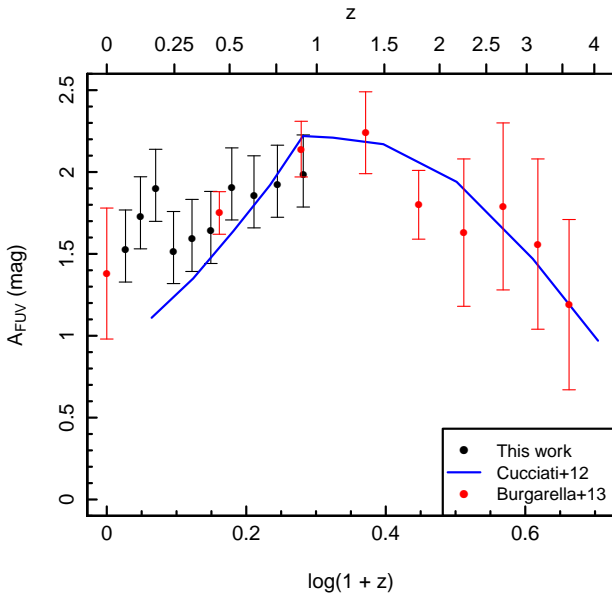 z
0 0.25 0.5 1 1.5 2 2.5 3 4
2.5
2
1.5
1
0.5
0
A_FUV (mag)
This work
Cucciati+12
Burgarella+13
0 0.2 0.4 0.6
log(1 + z)